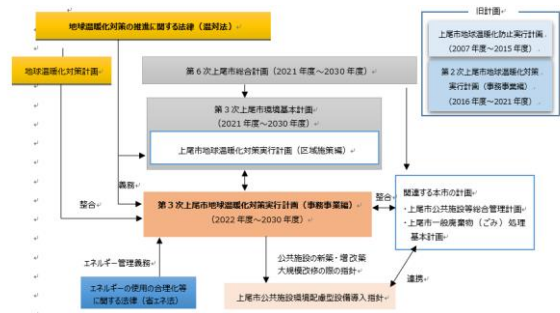 地球温暖化対策の推進に関する法律（温対法）
旧計画
上尾市地球温暖化防止実行計画
（2007年度～2015年度）
第２次上尾市地球温暖化対策
実行計画（事務事業編）
（2016年度～2021年度）
地球温暖化対策計画
第６次上尾市総合計画（2021年度～2030年度）
第３次上尾市環境基本計画
（2021年度～2030年度）
上尾市地球温暖化対策実行計画（区域施策編）
義務
整合
第３次上尾市地球温暖化対策実行計画（事務事業編）
（2022年度～2030年度）
整合
関連する本市の計画
・上尾市公共施設等総合管理計画
・上尾市一般廃棄物（ごみ）処理
基本計画
エネルギー管理義務
公共施設の新築・増改築
大規模改修の際の指針
連携
エネルギーの使用の合理化等
に関する法律（省エネ法）
上尾市公共施設環境配慮型設備導入指針